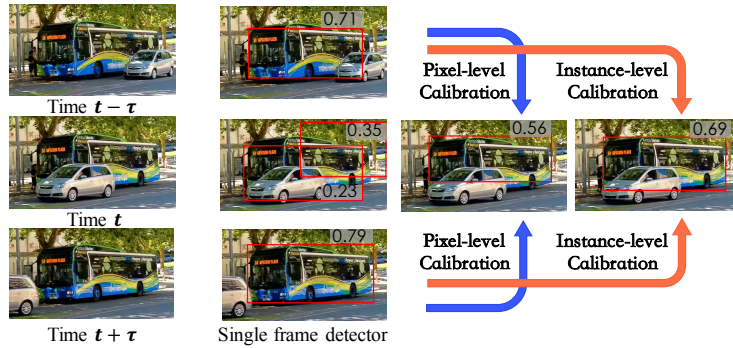 0.71
Pixel-level
Calibration
Instance-level
Calibration
Time t − τ
0.35
0.23
0.56
0.69
Time t
0.79
Pixel-level
Calibration
Instance-level
Calibration
Time t + τ
Single frame detector